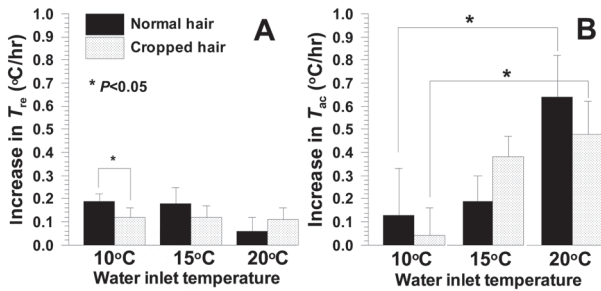 Increase in Tre (oC/hr)
1.0
0.9
0.8
0.7
0.6
0.5
0.4
0.3
0.2
0.1
0.0
Normal hair
Cropped hair
* P<0.05
A
*
10oC 15oC 20oC
Water inlet temperature
Increase in Tac (oC/hr)
1.0
0.9
0.8
0.7
0.6
0.5
0.4
0.3
0.2
0.1
0.0
B
*
*
10oC 15oC 20oC
Water inlet temperature